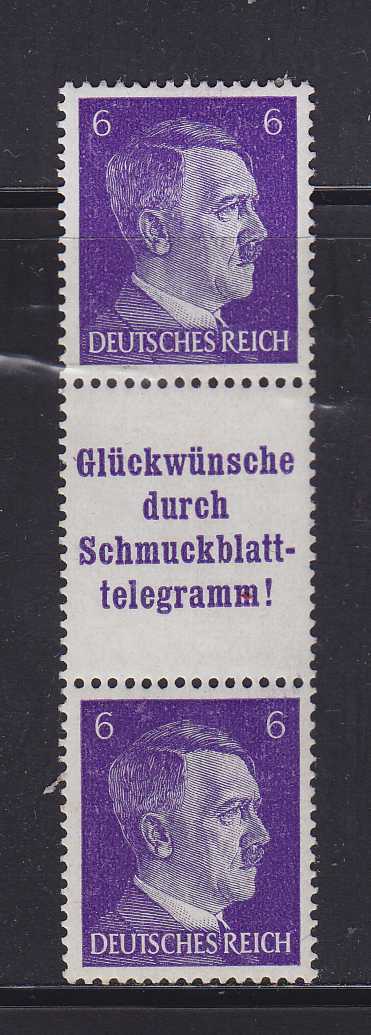 6 6
DEUTSCHES REICH
Glückwünsche
durch
Schmuckblatt-
telegramm!
6 6
DEUTSCHES REICH